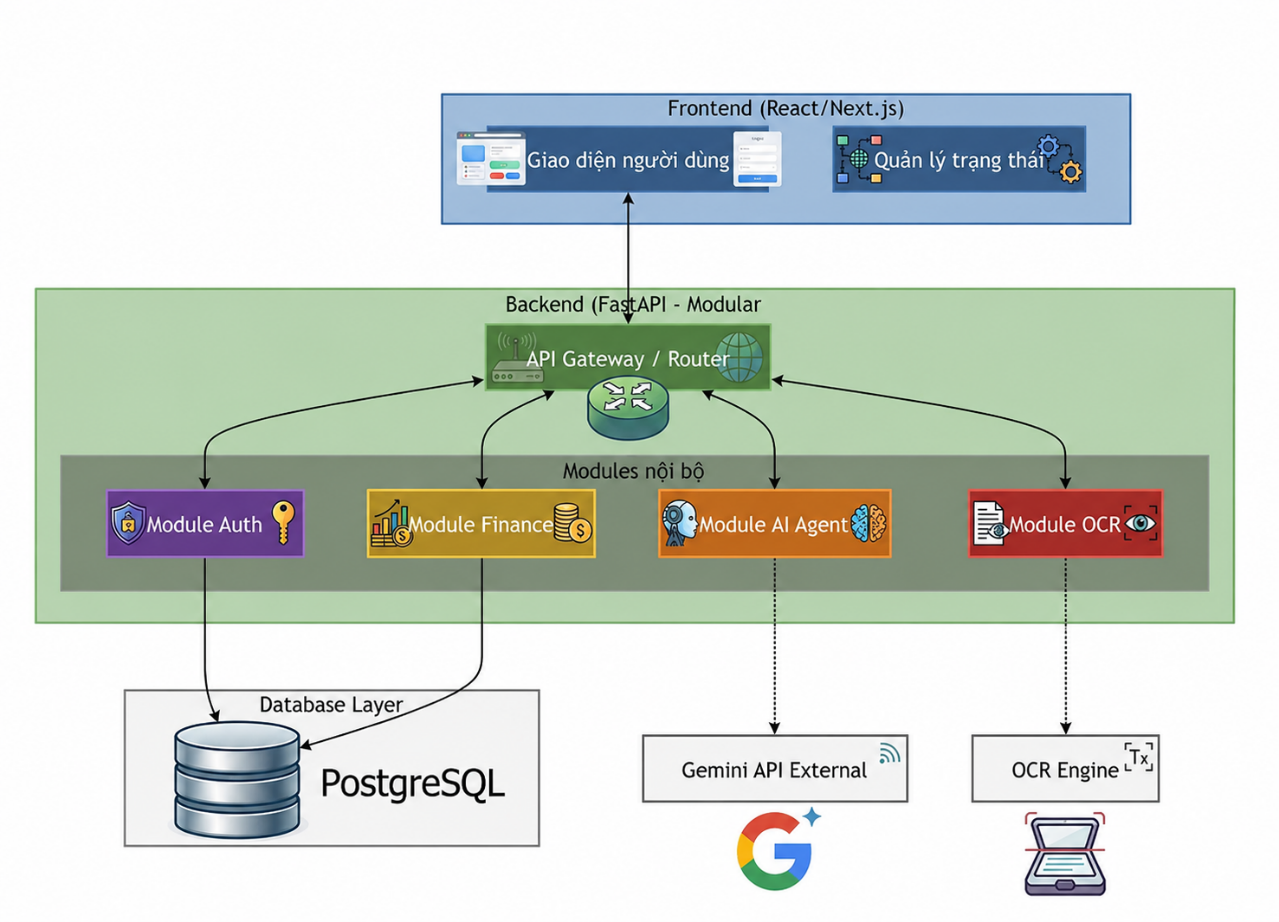 Frontend (React/Next.js)
Giao diện người dùng
Quản lý trạng thái
Backend (FastAPI - Modular
API Gateway / Router
Modules nội bộ
Module Auth
Module Finance
Module AI Agent
Module OCR
Database Layer
PostgreSQL
Gemini API External
OCR Engine
Tx